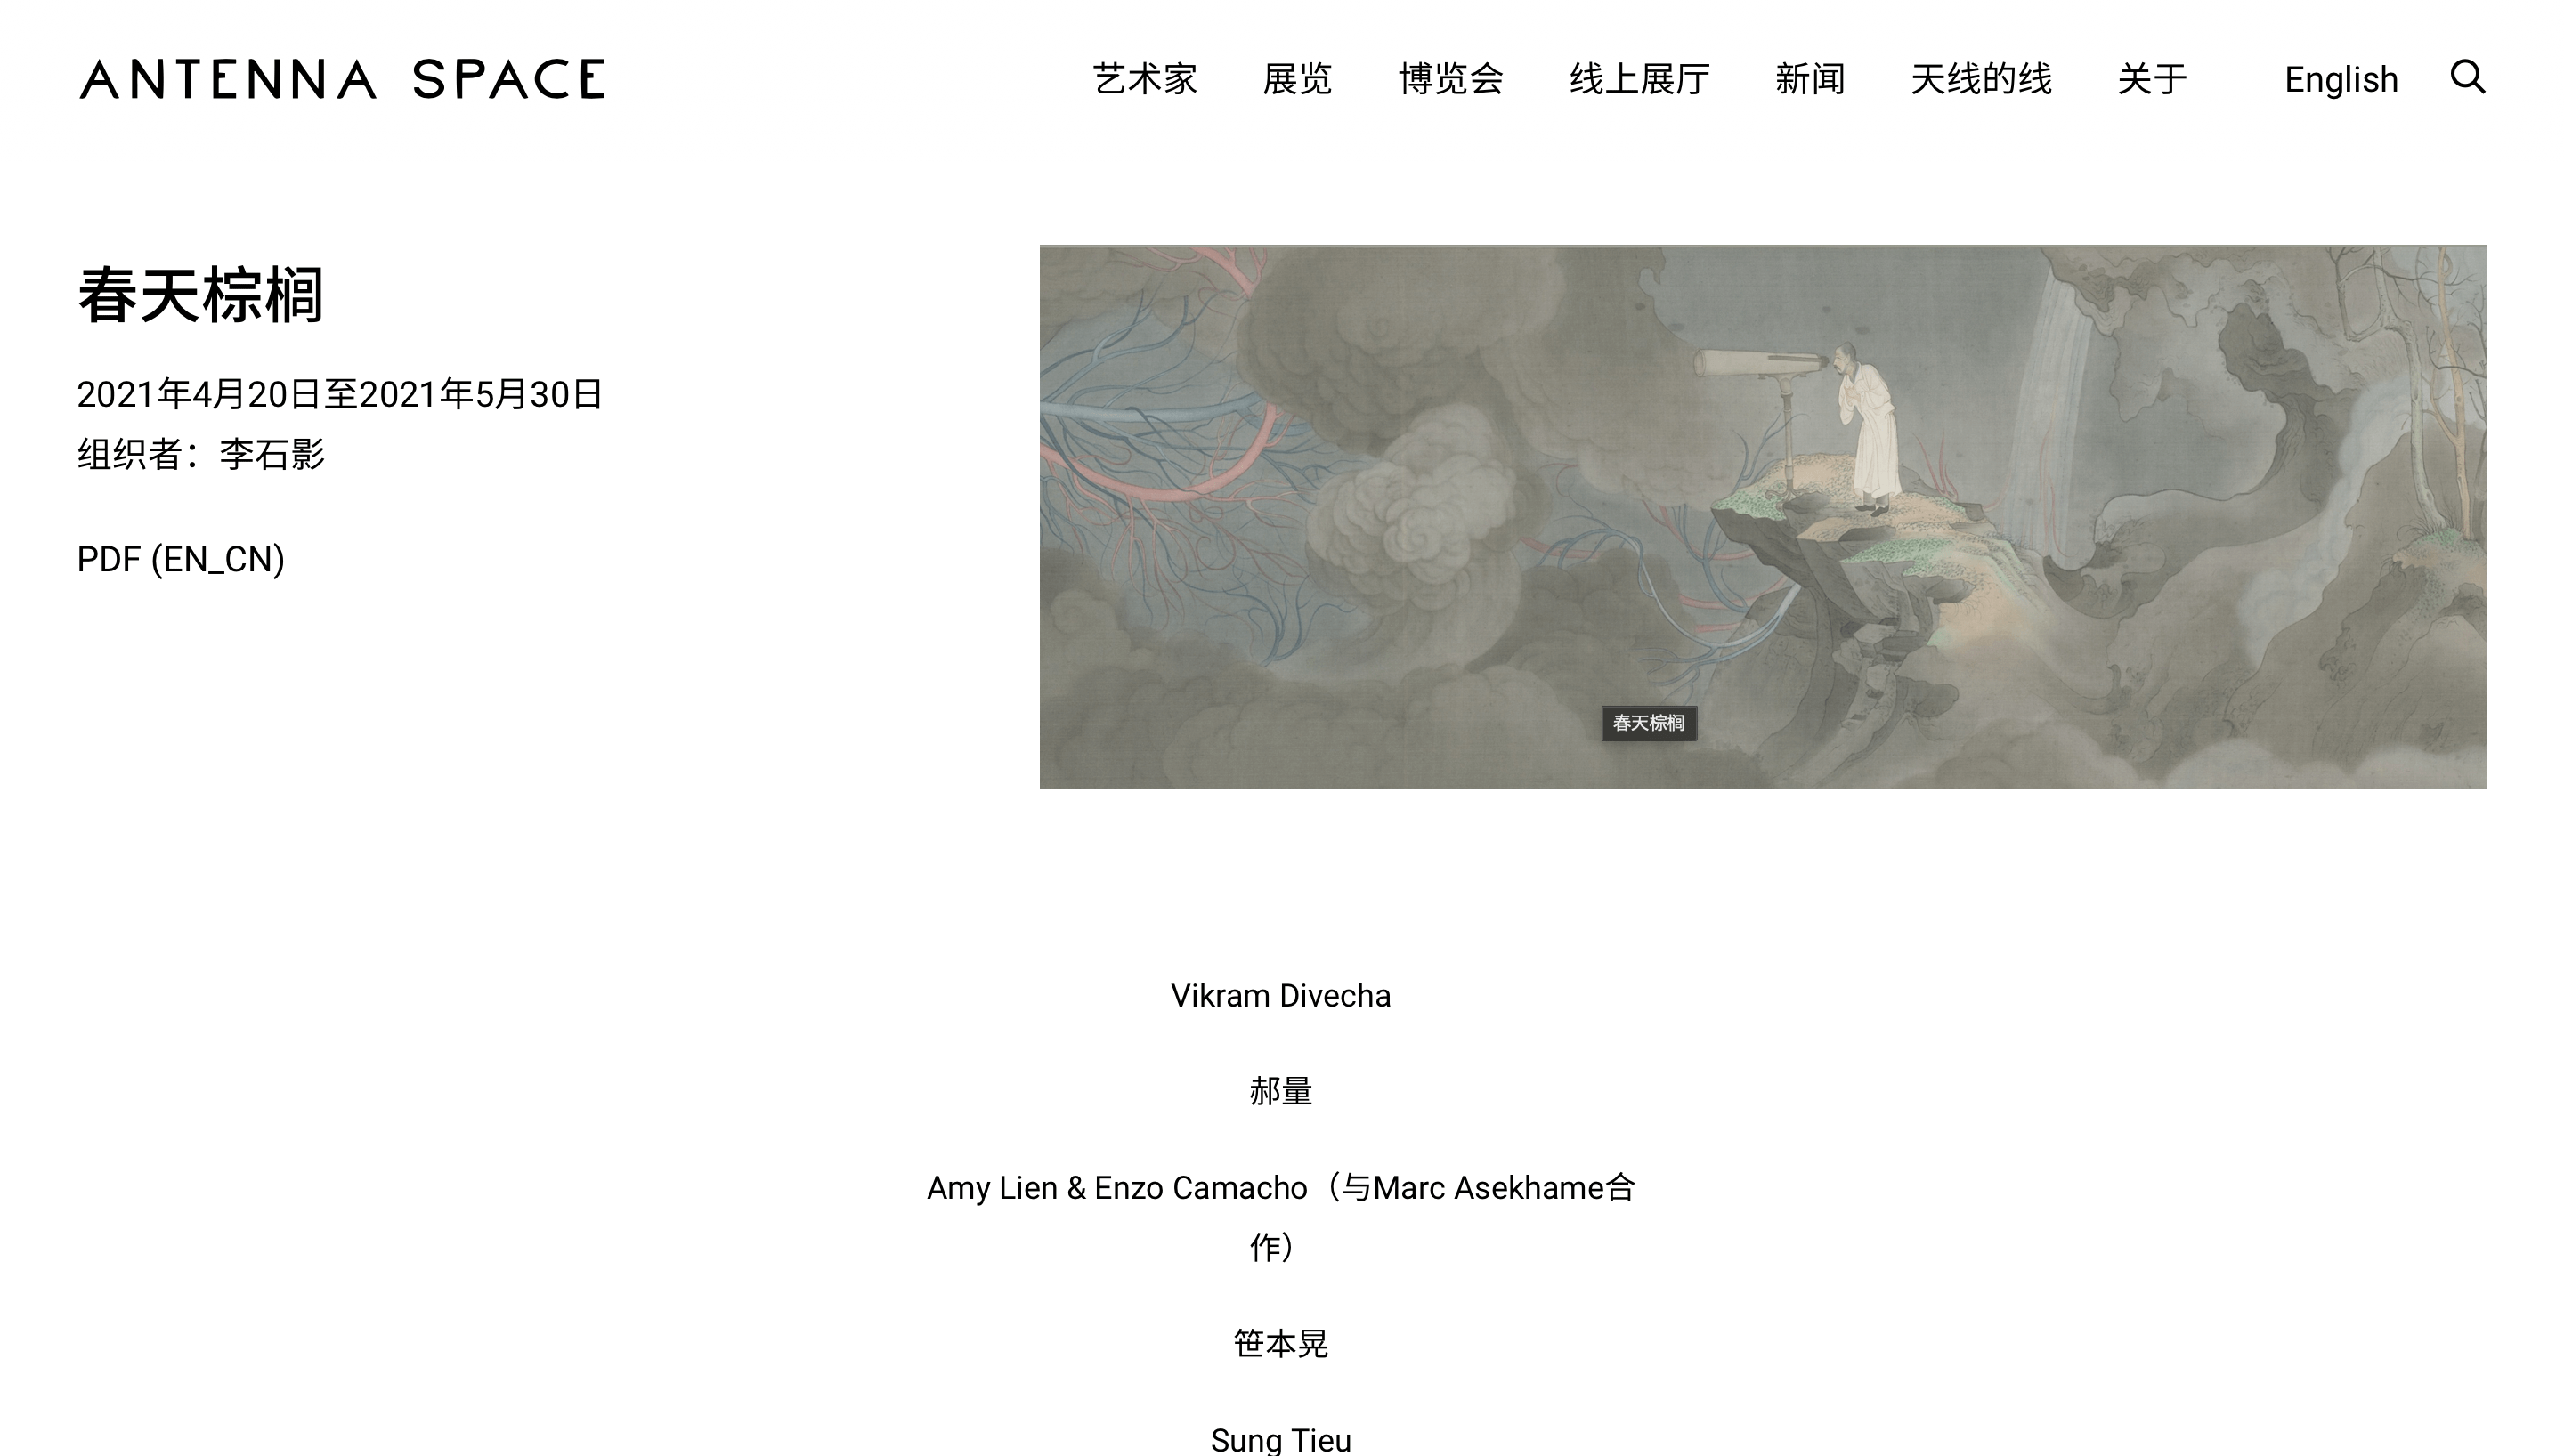 ANTENNA SPACE
艺术家 展览 博览会 线上展厅 新闻 天线的线 关于 English
春天棕榈
2021年4月20日至2021年5月30日
组织者：李石影
PDF (EN_CN)
春天棕榈
Vikram Divecha
郝量
Amy Lien & Enzo Camacho（与Marc Asekhame合
作）
笹本晃
Sung Tieu